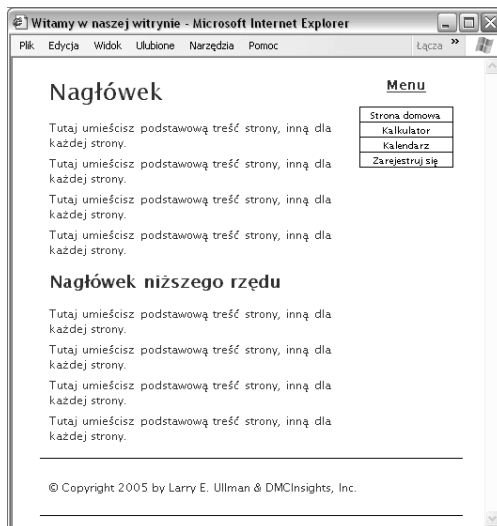 Witamy w naszej witrynie - Microsoft Internet Explorer
Plik Edycja Widok Ulubione Narzędzia Pomoc Łącza »
Nagłówek
Tutaj umieścisz podstawową treść strony, inną dla
każdej strony.
Tutaj umieścisz podstawową treść strony, inną dla
każdej strony.
Tutaj umieścisz podstawową treść strony, inną dla
każdej strony.
Tutaj umieścisz podstawową treść strony, inną dla
każdej strony.
Nagłówek niższego rzędu
Tutaj umieścisz podstawową treść strony, inną dla
każdej strony.
Tutaj umieścisz podstawową treść strony, inną dla
każdej strony.
Tutaj umieścisz podstawową treść strony, inną dla
każdej strony.
Tutaj umieścisz podstawową treść strony, inną dla
każdej strony.
Menu
Strona domowa
Kalkulator
Kalendarz
Zarejestruj się
© Copyright 2005 by Larry E. Ullman & DMCInsights, Inc.